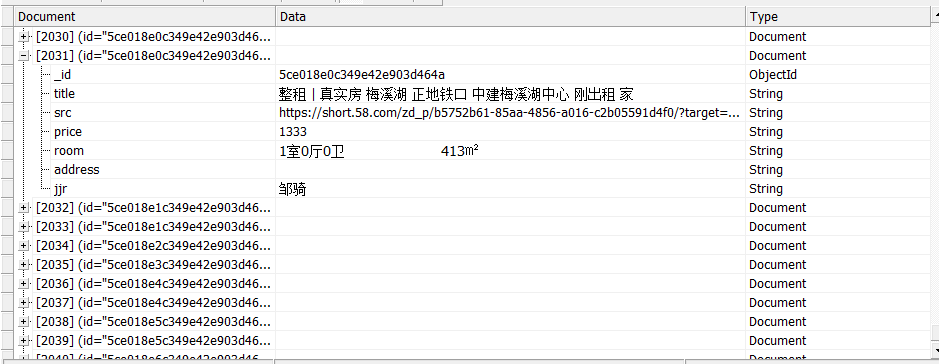 Document Data Type
[2030] (id="5ce018e0c349e42e903d46... Document
[2031] (id="5ce018e0c349e42e903d46... Document
_id 5ce018e0c349e42e903d464a ObjectId
title 整租 | 真实房 梅溪湖 正地铁口 中建梅溪湖中心 刚出租 家 String
src https://short.58.com/zd_p/b5752b61-85aa-4856-a016-c2b05591d4f0/?target=... String
price 1333 String
room 1室0厅0卫 413㎡ String
address String
jjr 邹骑 String
[2032] (id="5ce018e1c349e42e903d46... Document
[2033] (id="5ce018e1c349e42e903d46... Document
[2034] (id="5ce018e2c349e42e903d46... Document
[2035] (id="5ce018e3c349e42e903d46... Document
[2036] (id="5ce018e4c349e42e903d46... Document
[2037] (id="5ce018e4c349e42e903d46... Document
[2038] (id="5ce018e5c349e42e903d46... Document
[2039] (id="5ce018e5c349e42e903d46... Document